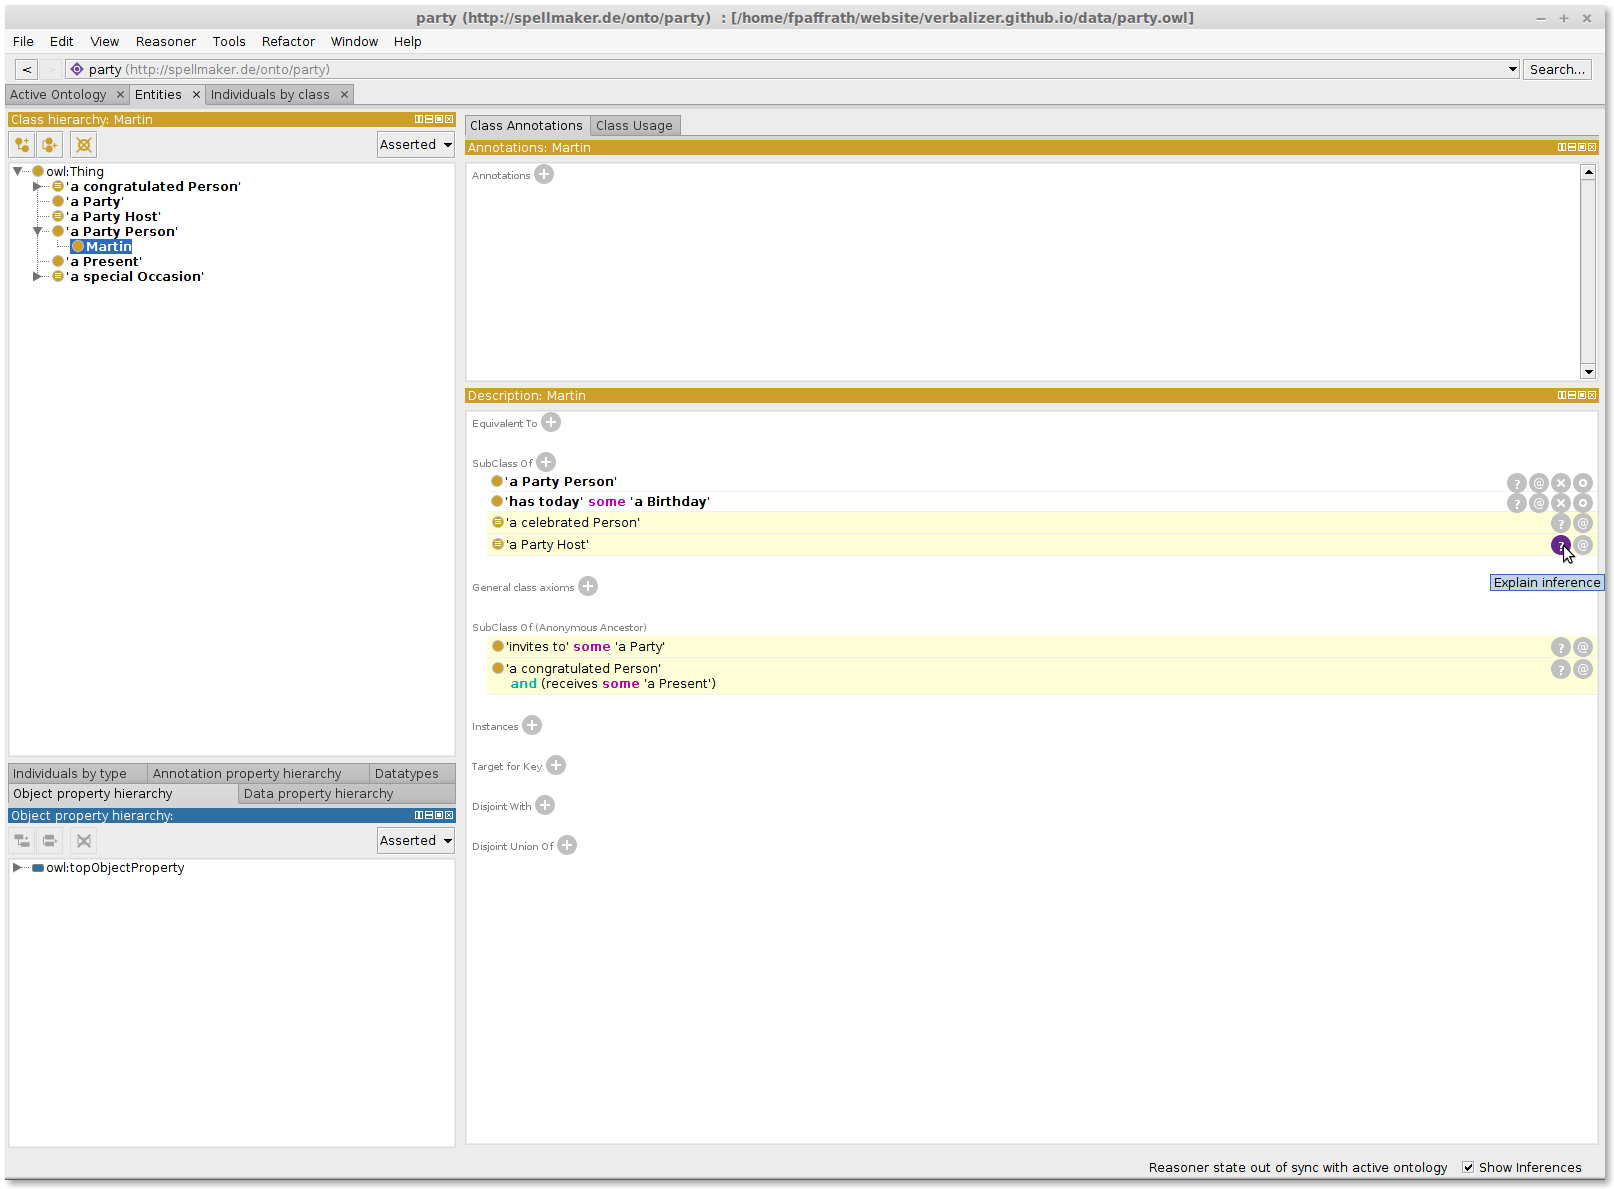 party (http://spellmaker.de/onto/party)  : [/home/fpaffrath/website/verbalizer.github.io/data/party.owl]
File Edit View Reasoner Tools Refactor Window Help
< > party (http://spellmaker.de/onto/party) Search...
Active Ontology Entities Individuals by class
Class hierarchy: Martin
Asserted
owl:Thing
'a congratulated Person'
'a Party'
'a Party Host'
'a Party Person'
Martin
'a Present'
'a special Occasion'
Individuals by type Annotation property hierarchy Datatypes
Object property hierarchy Data property hierarchy
Object property hierarchy:
Asserted
owl:topObjectProperty
Class Annotations Class Usage
Annotations: Martin
Annotations
Description: Martin
Equivalent To
SubClass Of
'a Party Person'
'has today' some 'a Birthday'
'a celebrated Person'
'a Party Host'
Explain inference
General class axioms
SubClass Of (Anonymous Ancestor)
'invites to' some 'a Party'
'a congratulated Person'
and (receives some 'a Present')
Instances
Target for Key
Disjoint With
Disjoint Union Of
Reasoner state out of sync with active ontology Show Inferences